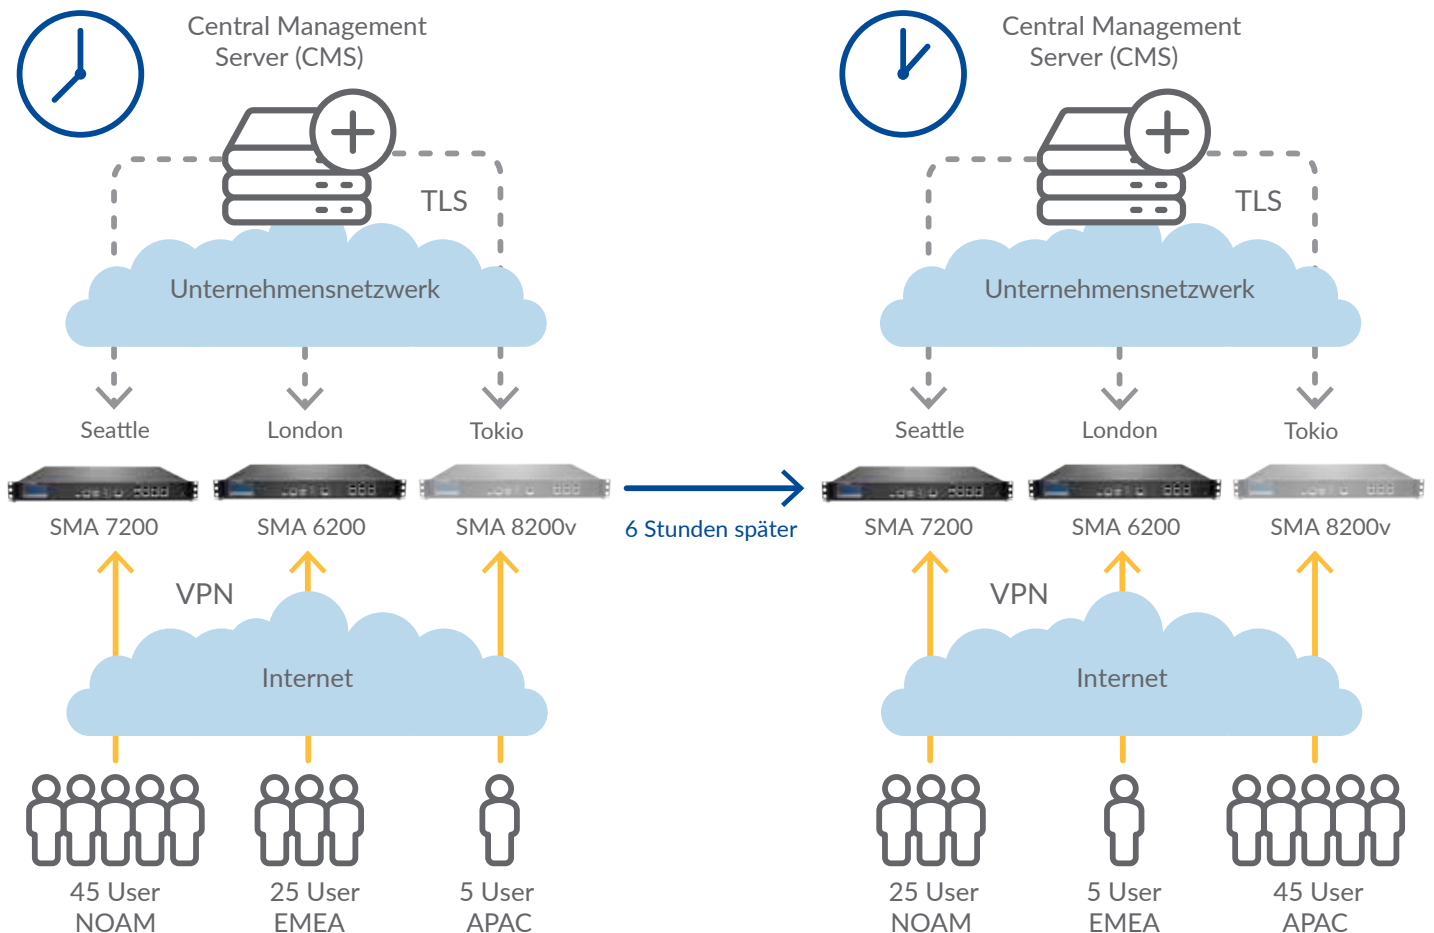 Central Management
Server (CMS)
TLS
Unternehmensnetzwerk
Seattle
London
Tokio
SMA 7200
SMA 6200
SMA 8200v
VPN
Internet
45 User
NOAM
25 User
EMEA
5 User
APAC
6 Stunden später
Central Management
Server (CMS)
TLS
Unternehmensnetzwerk
Seattle
London
Tokio
SMA 7200
SMA 6200
SMA 8200v
VPN
Internet
25 User
NOAM
5 User
EMEA
45 User
APAC